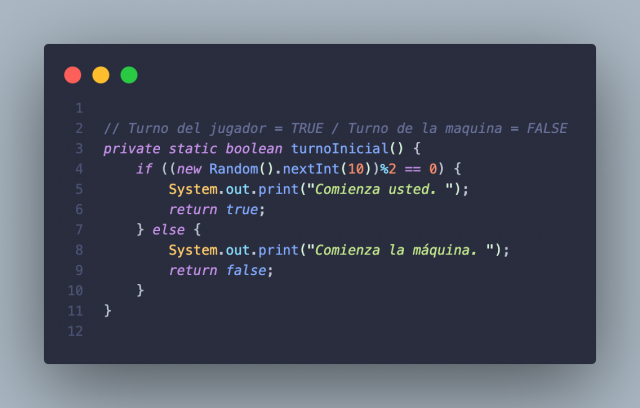 1
2 // Turno del jugador = TRUE / Turno de la maquina = FALSE
3 private static boolean turnoInicial() {
4     if ((new Random().nextInt(10))%2 == 0) {
5         System.out.print("Comienza usted. ");
6         return true;
7     } else {
8         System.out.print("Comienza la máquina. ");
9         return false;
10     }
11 }
12